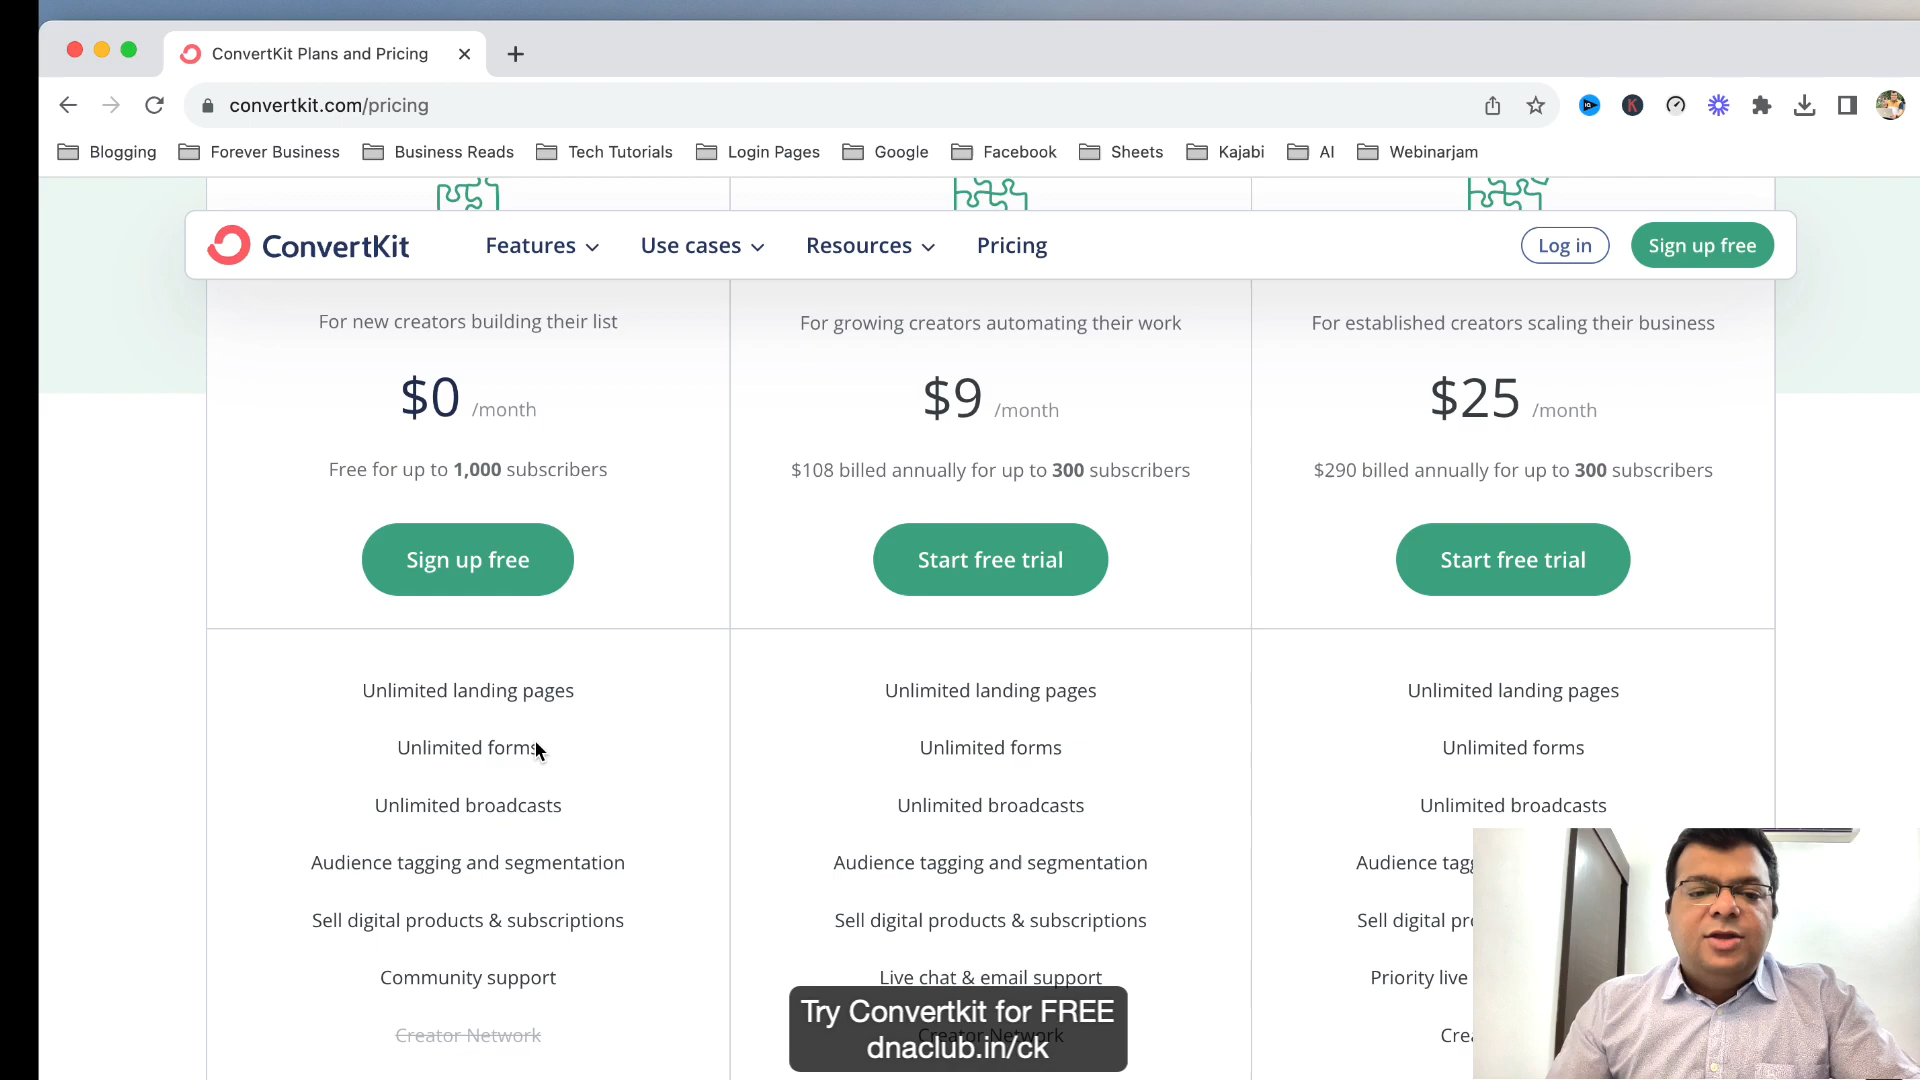 ConvertKit Plans and Pricing
convertkit.com/pricing
Blogging Forever Business Business Reads Tech Tutorials Login Pages Google Facebook Sheets Kajabi AI Webinarjam
ConvertKit Features Use cases Resources Pricing Log in Sign up free
For new creators building their list
$0 /month
Free for up to 1,000 subscribers
Sign up free
Unlimited landing pages
Unlimited forms
Unlimited broadcasts
Audience tagging and segmentation
Sell digital products & subscriptions
Community support
Creator Network
For growing creators automating their work
$9 /month
$108 billed annually for up to 300 subscribers
Start free trial
Unlimited landing pages
Unlimited forms
Unlimited broadcasts
Audience tagging and segmentation
Sell digital products & subscriptions
Live chat & email support
Creator Network
For established creators scaling their business
$25 /month
$290 billed annually for up to 300 subscribers
Start free trial
Unlimited landing pages
Unlimited forms
Unlimited broadcasts
Audience
Sell digital
Priority live
Try Convertkit for FREE
dnaclub.in/ck